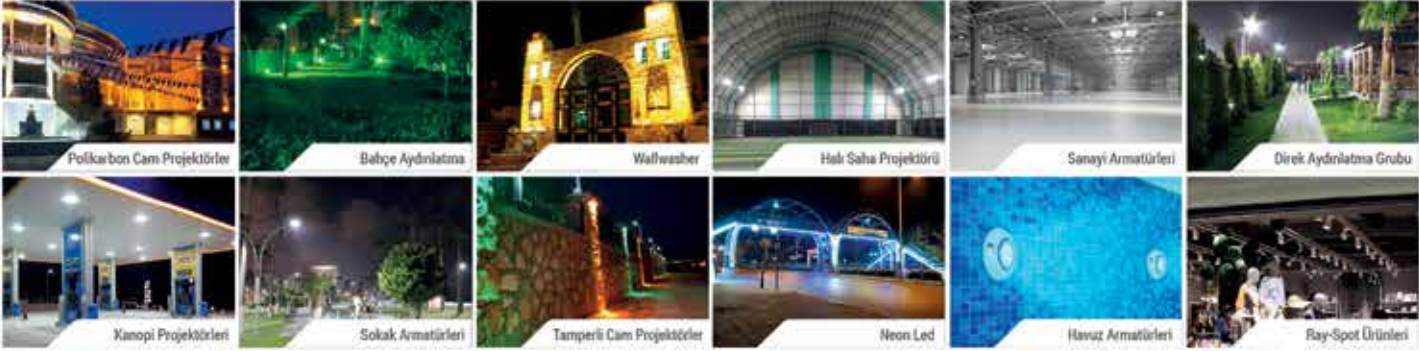 Polikarbon Cam Projektörler
Bahçe Aydınlatma
Wallwasher
Halı Saha Projektörü
Sanayi Armatürleri
Direk Aydınlatma Grubu
Kanopi Projektörleri
Sokak Armatürleri
Tamperli Cam Projektörler
Neon Led
Havuz Armatürleri
Ray-Spot Ürünleri